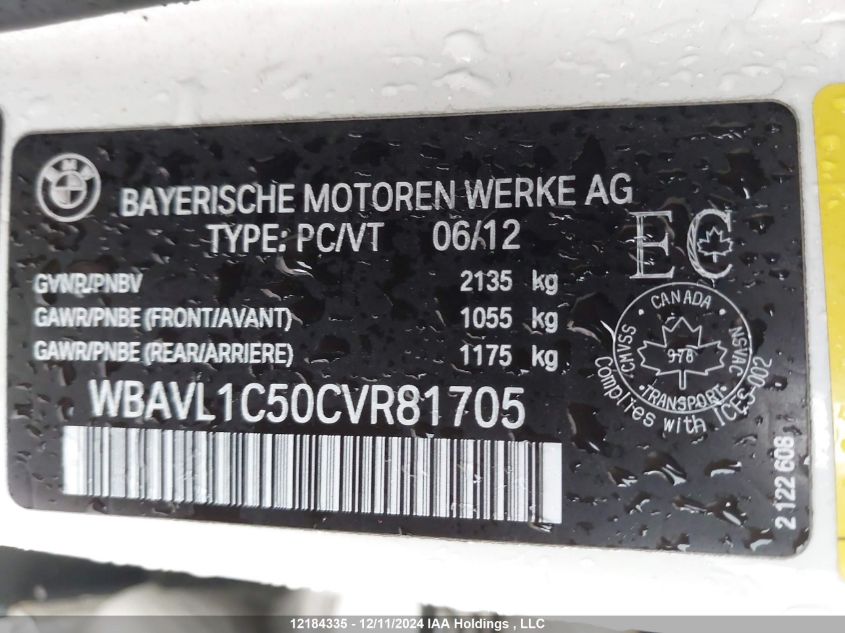 BMW
BAYERISCHE MOTOREN WERKE AG
TYPE: PC/VT 06/12
EC
GVNR/PNBV 2135 kg
GAWR/PNBE (FRONT/AVANT) 1055 kg
GAWR/PNBE (REAR/ARRIERE) 1175 kg
CANADA
CMVSS
NSVAC
978
TRANSPORT
Complies with ICES-002
WBAVL1C50CVR81705
2 122 608
12184335 - 12/11/2024 IAA Holdings , LLC